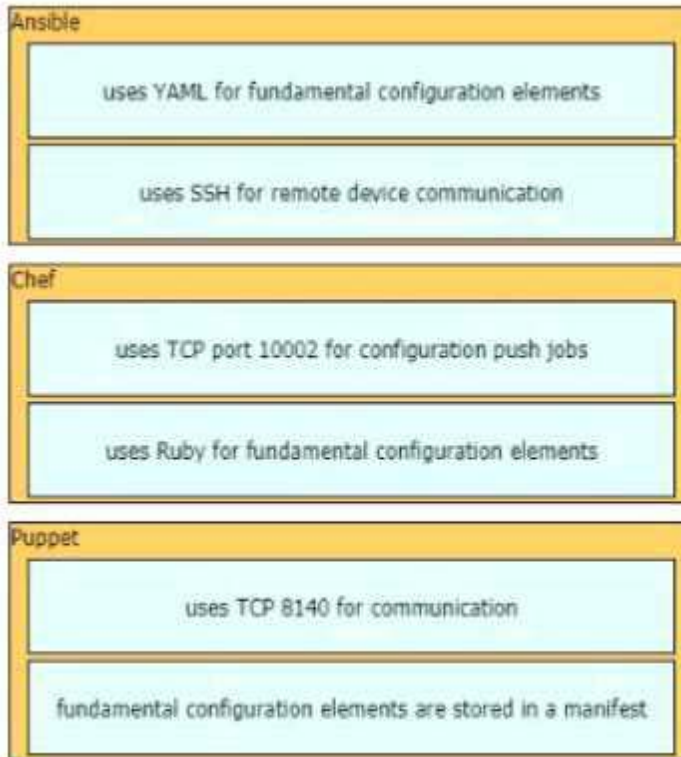 Ansible
uses YAML for fundamental configuration elements
uses SSH for remote device communication
Chef
uses TCP port 10002 for configuration push jobs
uses Ruby for fundamental configuration elements
Puppet
uses TCP 8140 for communication
fundamental configuration elements are stored in a manifest